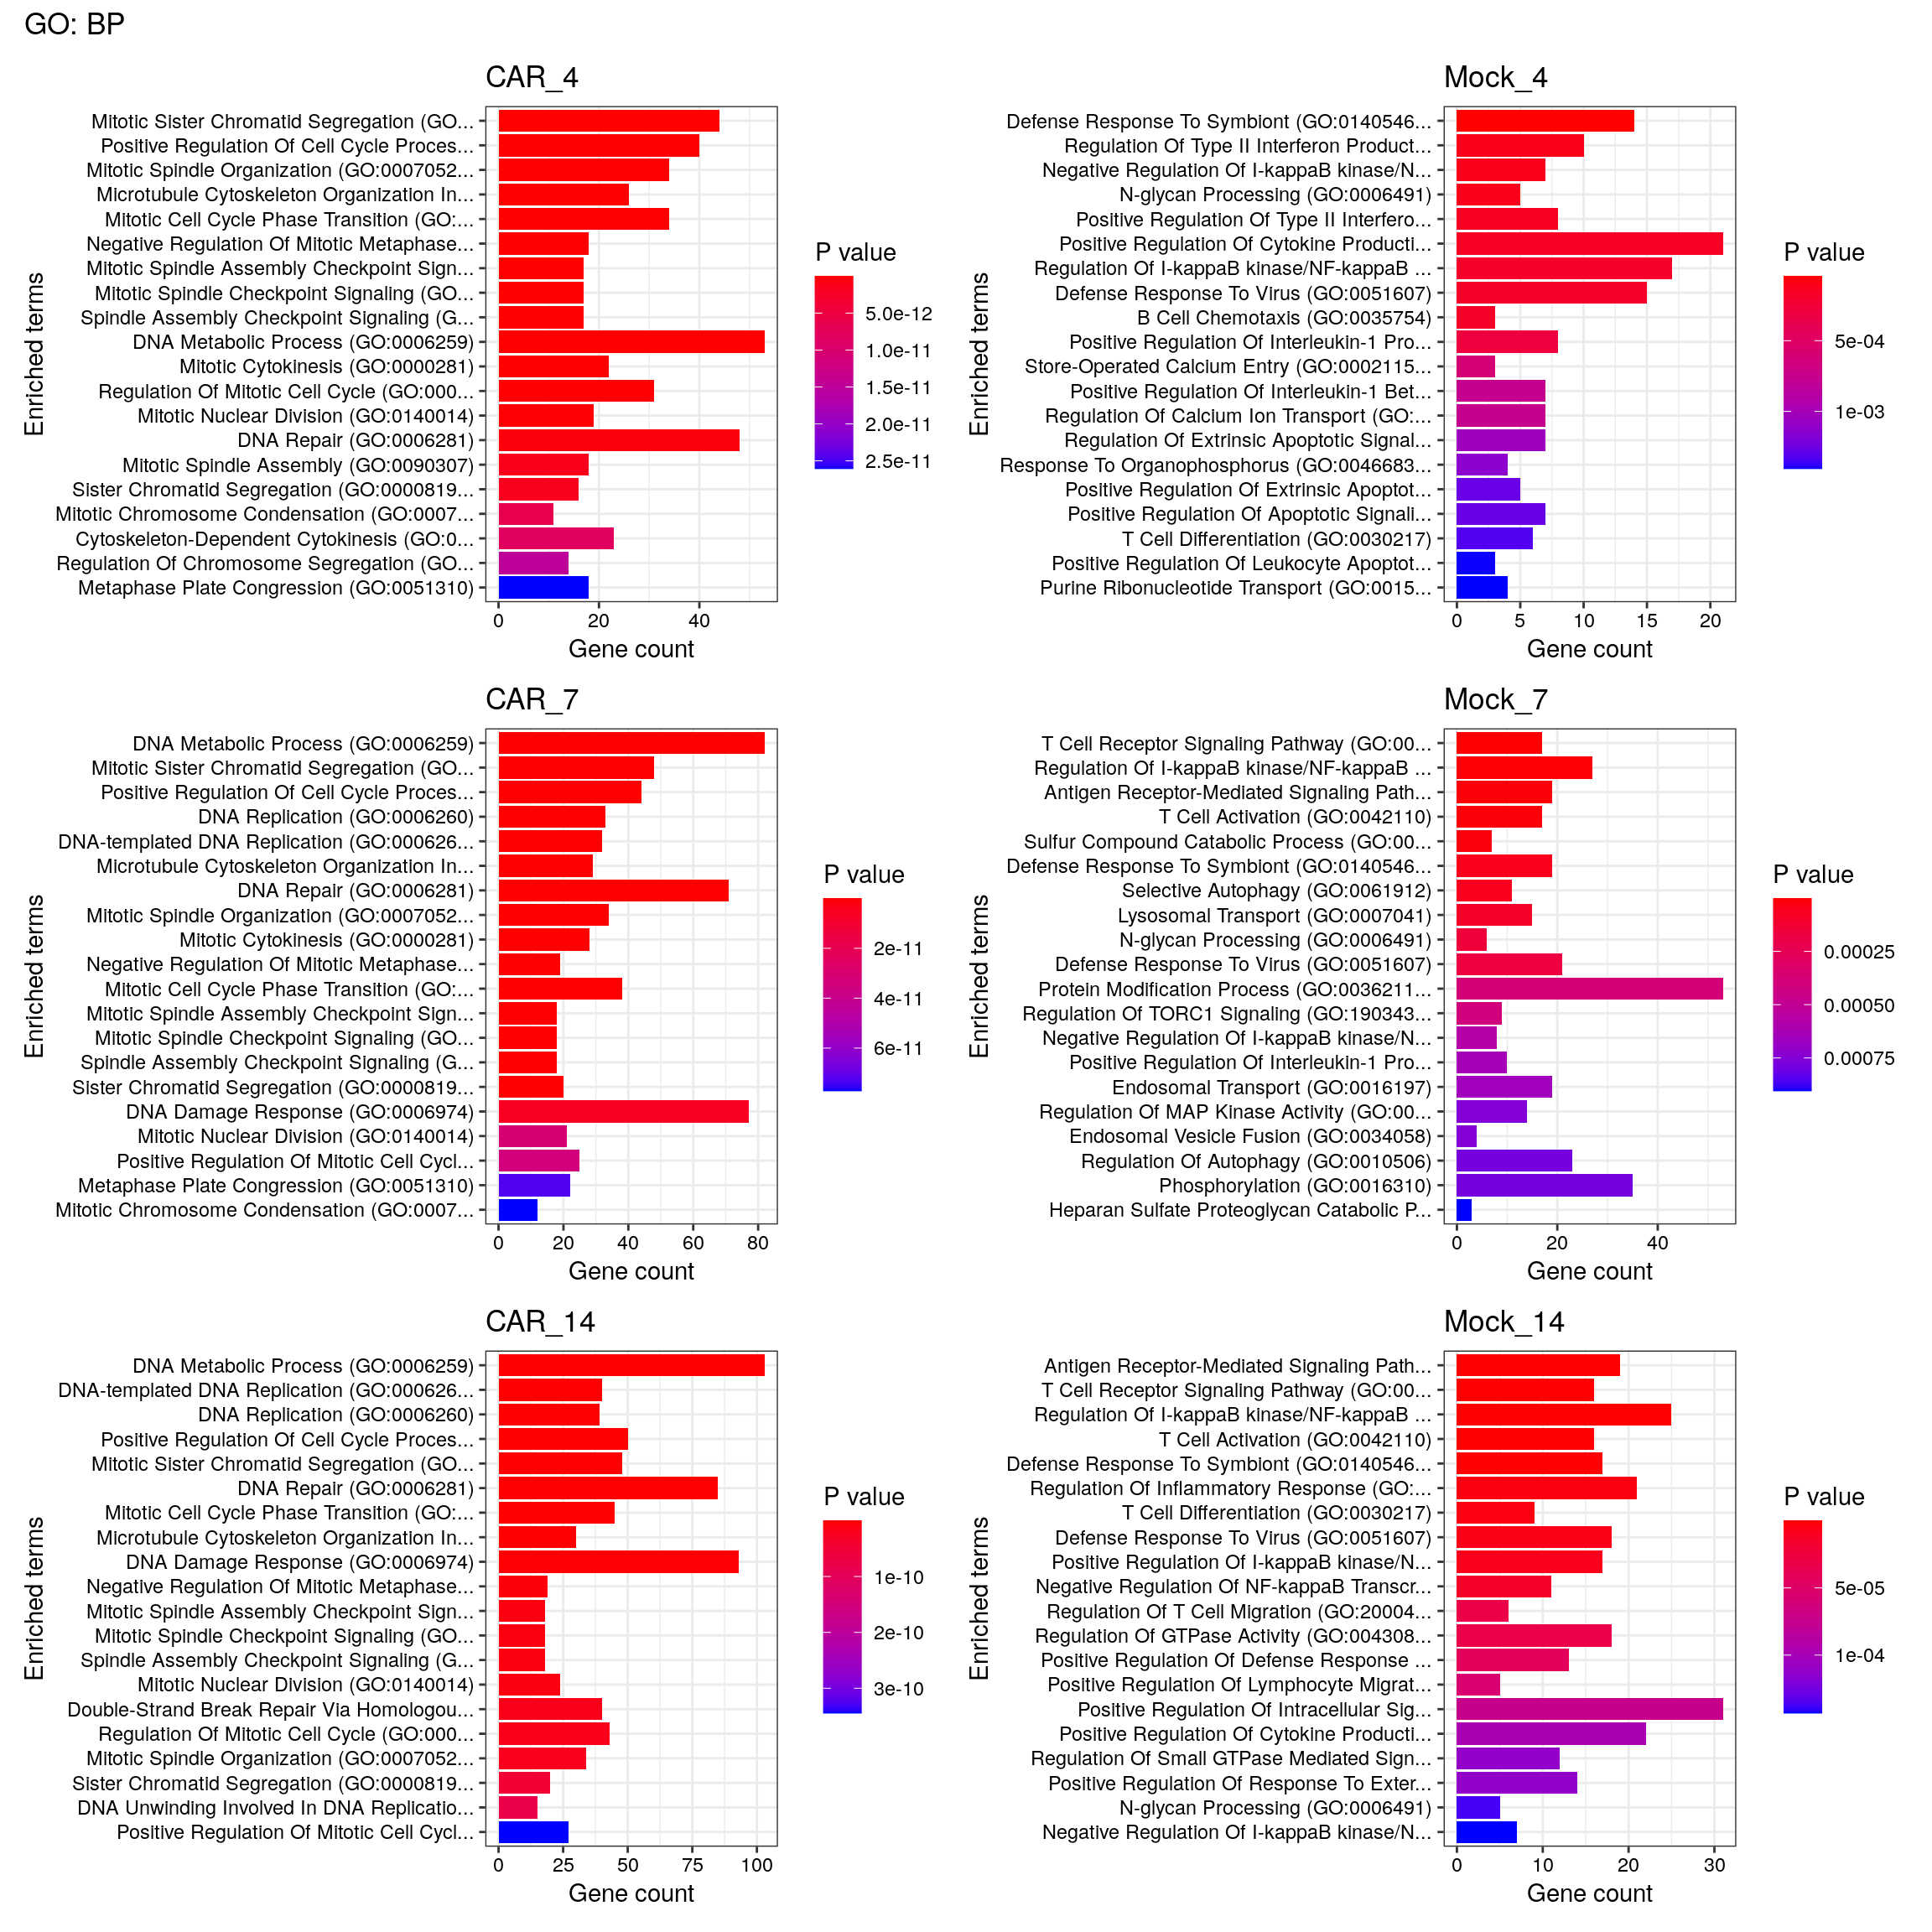 GO: BP
CAR_4
Enriched terms
Mitotic Sister Chromatid Segregation (GO...
Positive Regulation Of Cell Cycle Proces...
Mitotic Spindle Organization (GO:0007052...
Microtubule Cytoskeleton Organization In...
Mitotic Cell Cycle Phase Transition (GO:...
Negative Regulation Of Mitotic Metaphase...
Mitotic Spindle Assembly Checkpoint Sign...
Mitotic Spindle Checkpoint Signaling (GO...
Spindle Assembly Checkpoint Signaling (G...
DNA Metabolic Process (GO:0006259)
Mitotic Cytokinesis (GO:0000281)
Regulation Of Mitotic Cell Cycle (GO:000...
Mitotic Nuclear Division (GO:0140014)
DNA Repair (GO:0006281)
Mitotic Spindle Assembly (GO:0090307)
Sister Chromatid Segregation (GO:0000819...
Mitotic Chromosome Condensation (GO:0007...
Cytoskeleton-Dependent Cytokinesis (GO:0...
Regulation Of Chromosome Segregation (GO...
Metaphase Plate Congression (GO:0051310)
0 20 40
Gene count
P value
5.0e-12
1.0e-11
1.5e-11
2.0e-11
2.5e-11
Mock_4
Enriched terms
Defense Response To Symbiont (GO:0140546...
Regulation Of Type II Interferon Product...
Negative Regulation Of I-kappaB kinase/N...
N-glycan Processing (GO:0006491)
Positive Regulation Of Type II Interfero...
Positive Regulation Of Cytokine Producti...
Regulation Of I-kappaB kinase/NF-kappaB ...
Defense Response To Virus (GO:0051607)
B Cell Chemotaxis (GO:0035754)
Positive Regulation Of Interleukin-1 Pro...
Store-Operated Calcium Entry (GO:0002115...
Positive Regulation Of Interleukin-1 Bet...
Regulation Of Calcium Ion Transport (GO:...
Regulation Of Extrinsic Apoptotic Signal...
Response To Organophosphorus (GO:0046683...
Positive Regulation Of Extrinsic Apoptot...
Positive Regulation Of Apoptotic Signali...
T Cell Differentiation (GO:0030217)
Positive Regulation Of Leukocyte Apoptot...
Purine Ribonucleotide Transport (GO:0015...
0 5 10 15 20
Gene count
P value
5e-04
1e-03
CAR_7
Enriched terms
DNA Metabolic Process (GO:0006259)
Mitotic Sister Chromatid Segregation (GO...
Positive Regulation Of Cell Cycle Proces...
DNA Replication (GO:0006260)
DNA-templated DNA Replication (GO:000626...
Microtubule Cytoskeleton Organization In...
DNA Repair (GO:0006281)
Mitotic Spindle Organization (GO:0007052...
Mitotic Cytokinesis (GO:0000281)
Negative Regulation Of Mitotic Metaphase...
Mitotic Cell Cycle Phase Transition (GO:...
Mitotic Spindle Assembly Checkpoint Sign...
Mitotic Spindle Checkpoint Signaling (GO...
Spindle Assembly Checkpoint Signaling (G...
Sister Chromatid Segregation (GO:0000819...
DNA Damage Response (GO:0006974)
Mitotic Nuclear Division (GO:0140014)
Positive Regulation Of Mitotic Cell Cycl...
Metaphase Plate Congression (GO:0051310)
Mitotic Chromosome Condensation (GO:0007...
0 20 40 60 80
Gene count
P value
2e-11
4e-11
6e-11
Mock_7
Enriched terms
T Cell Receptor Signaling Pathway (GO:00...
Regulation Of I-kappaB kinase/NF-kappaB ...
Antigen Receptor-Mediated Signaling Path...
T Cell Activation (GO:0042110)
Sulfur Compound Catabolic Process (GO:00...
Defense Response To Symbiont (GO:0140546...
Selective Autophagy (GO:0061912)
Lysosomal Transport (GO:0007041)
N-glycan Processing (GO:0006491)
Defense Response To Virus (GO:0051607)
Protein Modification Process (GO:0036211...
Regulation Of TORC1 Signaling (GO:190343...
Negative Regulation Of I-kappaB kinase/N...
Positive Regulation Of Interleukin-1 Pro...
Endosomal Transport (GO:0016197)
Regulation Of MAP Kinase Activity (GO:00...
Endosomal Vesicle Fusion (GO:0034058)
Regulation Of Autophagy (GO:0010506)
Phosphorylation (GO:0016310)
Heparan Sulfate Proteoglycan Catabolic P...
0 20 40
Gene count
P value
0.00025
0.00050
0.00075
CAR_14
Enriched terms
DNA Metabolic Process (GO:0006259)
DNA-templated DNA Replication (GO:000626...
DNA Replication (GO:0006260)
Positive Regulation Of Cell Cycle Proces...
Mitotic Sister Chromatid Segregation (GO...
DNA Repair (GO:0006281)
Mitotic Cell Cycle Phase Transition (GO:...
Microtubule Cytoskeleton Organization In...
DNA Damage Response (GO:0006974)
Negative Regulation Of Mitotic Metaphase...
Mitotic Spindle Assembly Checkpoint Sign...
Mitotic Spindle Checkpoint Signaling (GO...
Spindle Assembly Checkpoint Signaling (G...
Mitotic Nuclear Division (GO:0140014)
Double-Strand Break Repair Via Homologou...
Regulation Of Mitotic Cell Cycle (GO:000...
Mitotic Spindle Organization (GO:0007052...
Sister Chromatid Segregation (GO:0000819...
DNA Unwinding Involved In DNA Replicatio...
Positive Regulation Of Mitotic Cell Cycl...
0 25 50 75 100
Gene count
P value
1e-10
2e-10
3e-10
Mock_14
Enriched terms
Antigen Receptor-Mediated Signaling Path...
T Cell Receptor Signaling Pathway (GO:00...
Regulation Of I-kappaB kinase/NF-kappaB ...
T Cell Activation (GO:0042110)
Defense Response To Symbiont (GO:0140546...
Regulation Of Inflammatory Response (GO:...
T Cell Differentiation (GO:0030217)
Defense Response To Virus (GO:0051607)
Positive Regulation Of I-kappaB kinase/N...
Negative Regulation Of NF-kappaB Transcr...
Regulation Of T Cell Migration (GO:20004...
Regulation Of GTPase Activity (GO:004308...
Positive Regulation Of Defense Response ...
Positive Regulation Of Lymphocyte Migrat...
Positive Regulation Of Intracellular Sig...
Positive Regulation Of Cytokine Producti...
Regulation Of Small GTPase Mediated Sign...
Positive Regulation Of Response To Exter...
N-glycan Processing (GO:0006491)
Negative Regulation Of I-kappaB kinase/N...
0 10 20 30
Gene count
P value
5e-05
1e-04